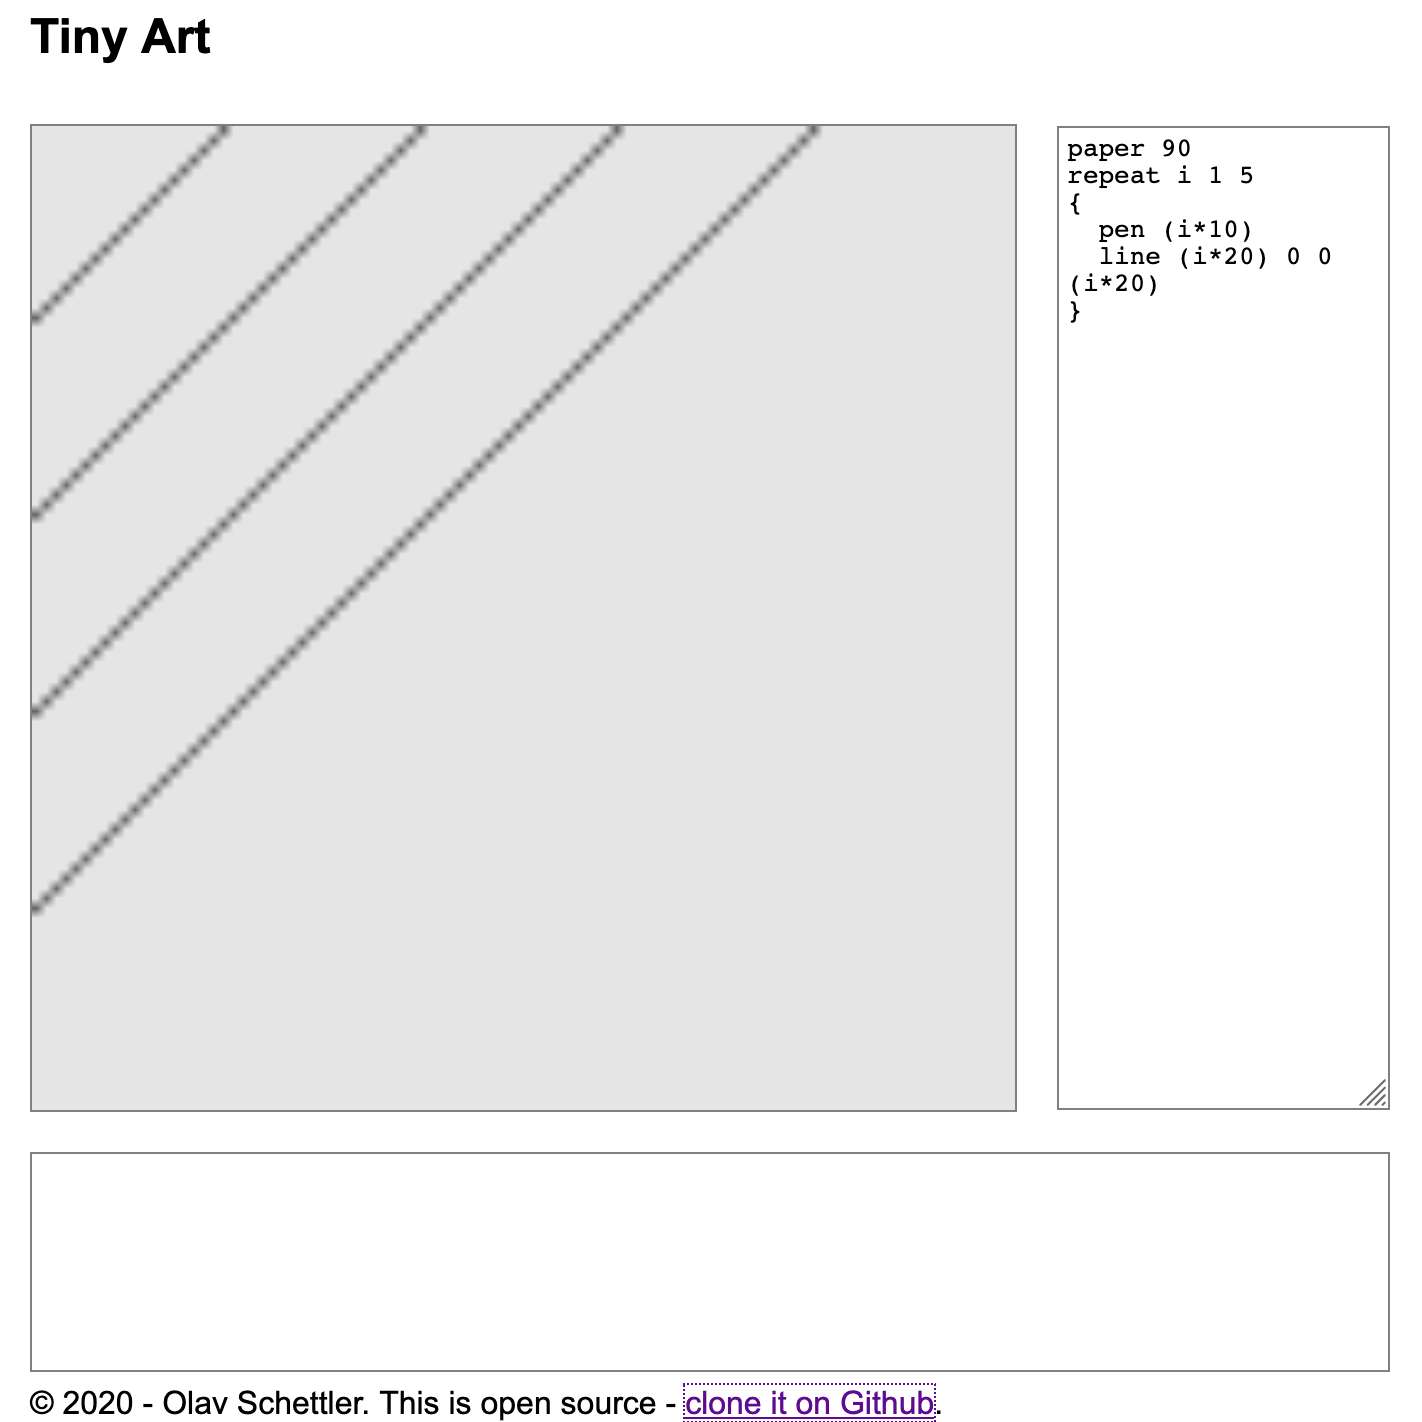 Tiny Art
paper 90
repeat i 1 5
{
  pen (i*10)
  line (i*20) 0 0
(i*20)
}
© 2020 - Olav Schettler. This is open source - clone it on Github.